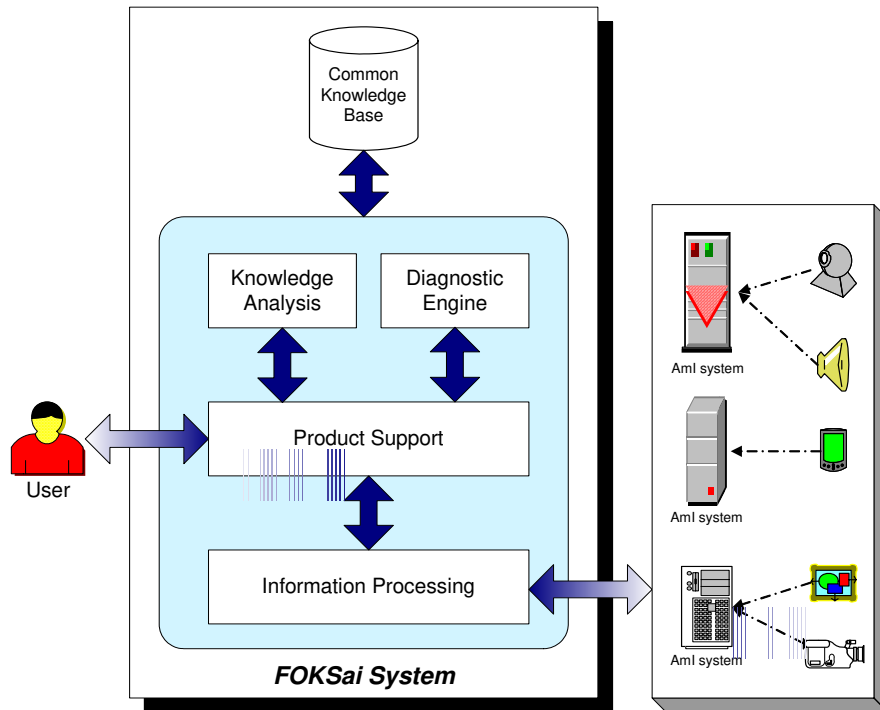 Common
Knowledge
Base
Knowledge
Analysis
Diagnostic
Engine
Product Support
Information Processing
FOKSai System
User
AmI system
AmI system
AmI system